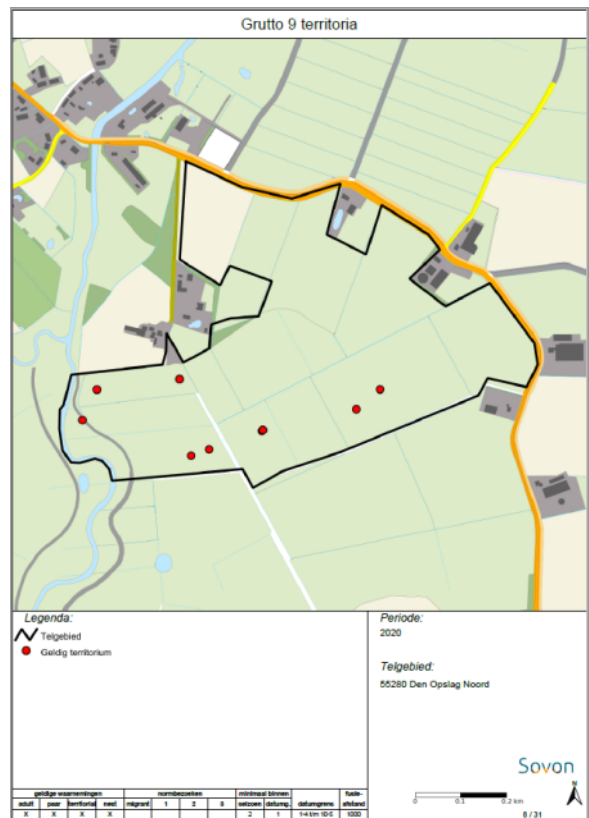 Grutto 9 territoria
Legenda:
Telgebied
Geldig territorium
Periode:
2020
Telgebied:
55280 Den Opslag Noord
Sovon
N
0 0.1 0.2 km
8 / 31
geldige waarnemingen normbezoeken minimaal binnen fusie-
adult paar territoriaal nest migrant 1 2 3 seizoen datumg. datumgrens afstand
X X X X 2 1 1-4 t/m 10-5 1000